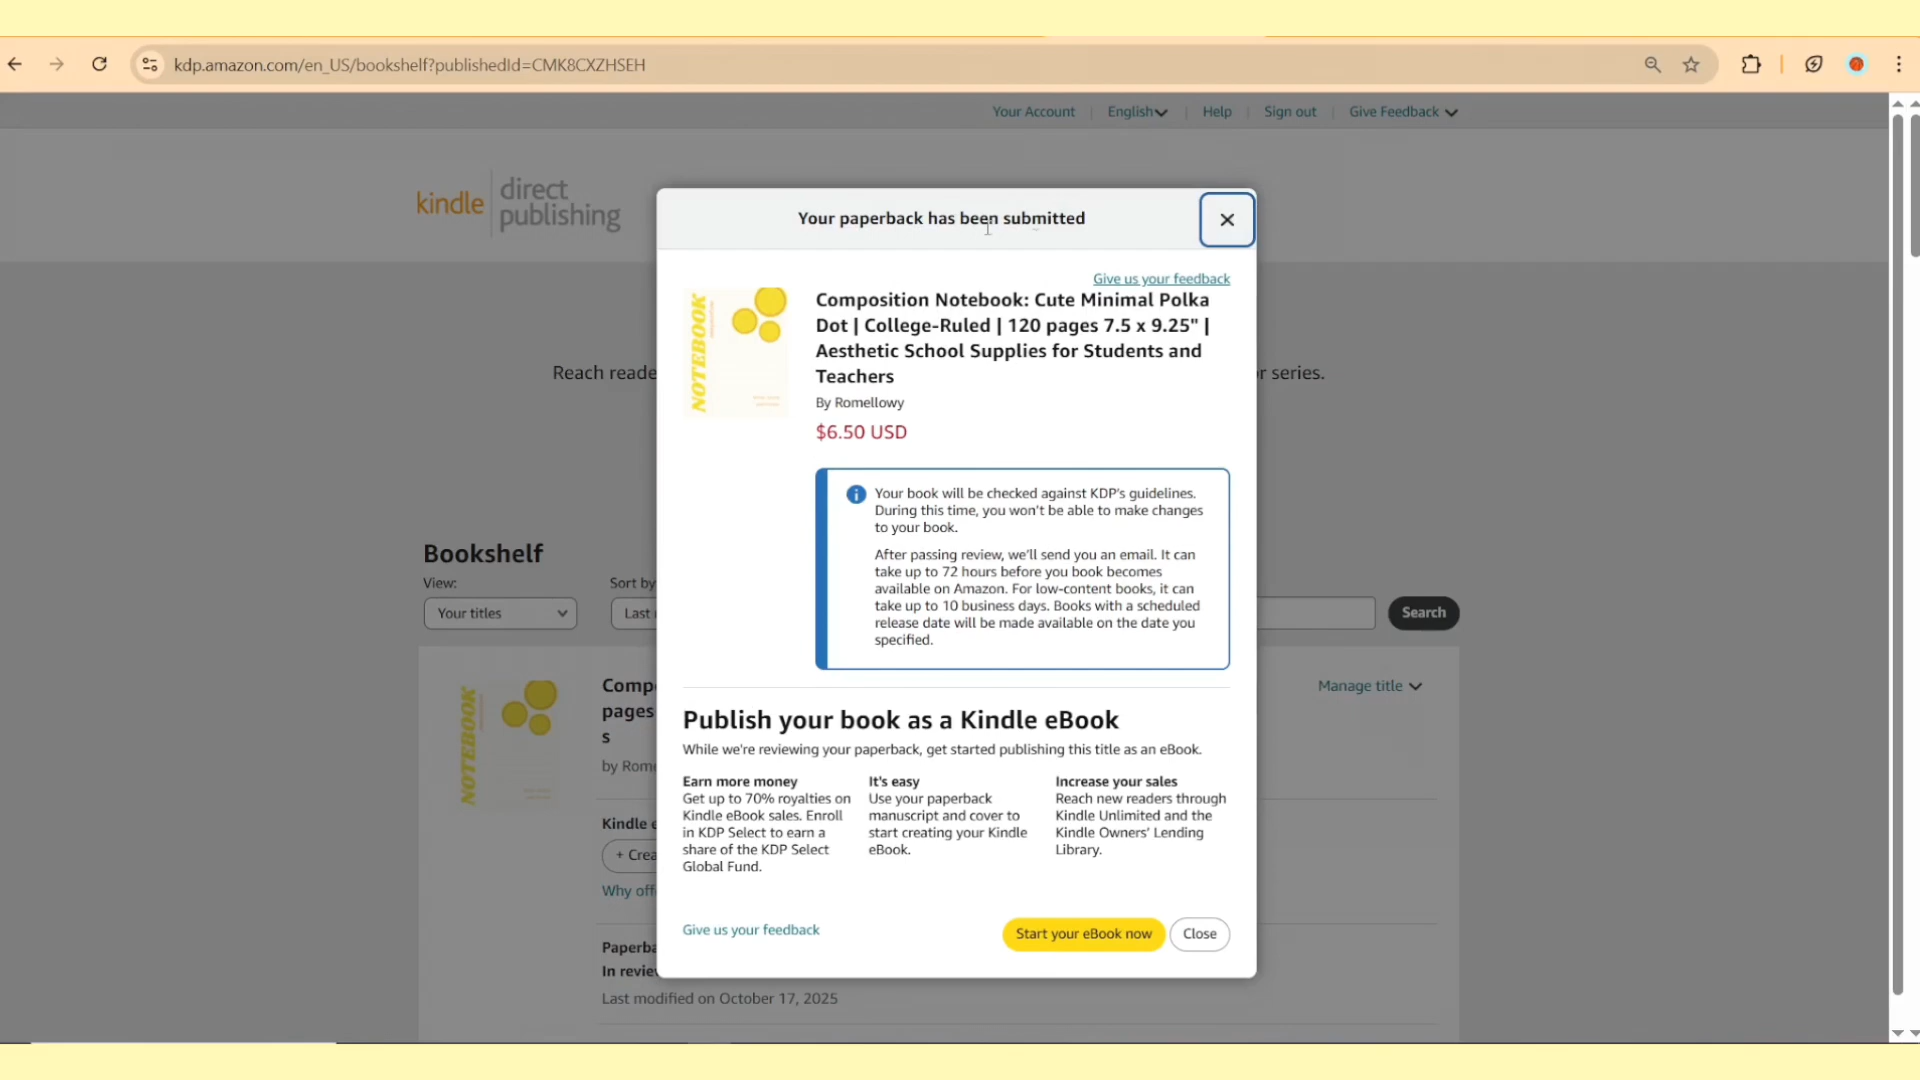 kdp.amazon.com/en_US/bookshelf?publishedId=CMK8CXZHSEH
Your Account
English
Help
Sign out
Give Feedback
kindle direct publishing
Your paperback has been submitted
Give us your feedback
NOTEBOOK
Composition Notebook: Cute Minimal Polka
Dot | College-Ruled | 120 pages 7.5 x 9.25" |
Aesthetic School Supplies for Students and
Teachers
By Romellowy
$6.50 USD
Reach reade
r series.
Your book will be checked against KDP's guidelines.
During this time, you won't be able to make changes
to your book.
After passing review, we'll send you an email. It can
take up to 72 hours before you book becomes
available on Amazon. For low-content books, it can
take up to 10 business days. Books with a scheduled
release date will be made available on the date you
specified.
Bookshelf
View:
Your titles
Sort by
Last
Search
NOTEBOOK
Comp
pages
s
by Rome
Manage title
Publish your book as a Kindle eBook
While we're reviewing your paperback, get started publishing this title as an eBook.
Earn more money
Get up to 70% royalties on
Kindle eBook sales. Enroll
in KDP Select to earn a
share of the KDP Select
Global Fund.
It's easy
Use your paperback
manuscript and cover to
start creating your Kindle
eBook.
Increase your sales
Reach new readers through
Kindle Unlimited and the
Kindle Owners' Lending
Library.
Kindle e
+ Crea
Why off
Give us your feedback
Start your eBook now
Close
Paperba
In revie
Last modified on October 17, 2025